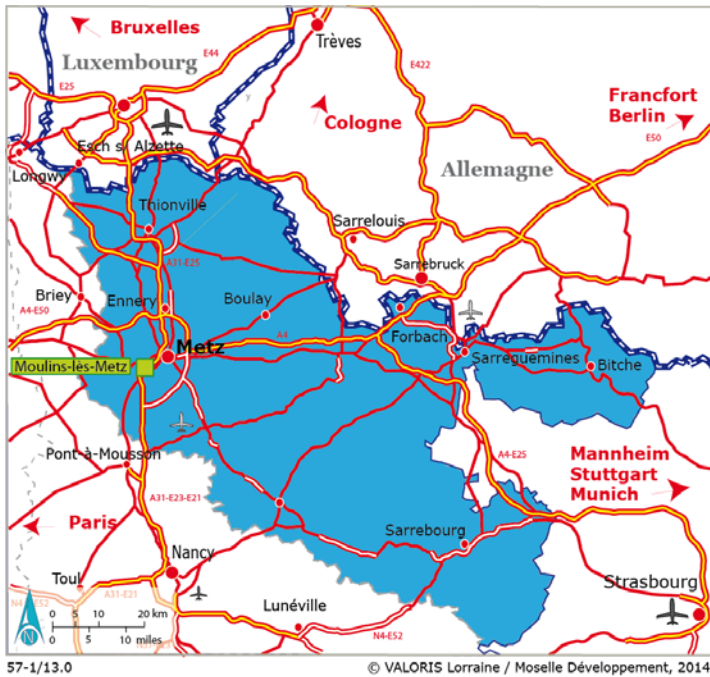 Bruxelles
Trèves
Luxembourg
E44
E25
E422
Francfort
Berlin
Cologne
E50
Esch s. Alzette
Longwy
Allemagne
Thionville
Sarrelouis
A31-E25
Sarrebruck
Briey
Ennery
Boulay
A4-E50
Forbach
A4
Metz
Sarreguemines
Moulins-lès-Metz
Bitche
Pont-à-Mousson
A4-E25
Mannheim
Stuttgart
Munich
A31-E23-E21
Paris
Sarrebourg
Nancy
Toul
Strasbourg
A31-E21
Lunéville
N4-E52
0 5 10 20 km
0 5 10 miles
N
57-1/13.0
© VALORIS Lorraine / Moselle Développement, 2014